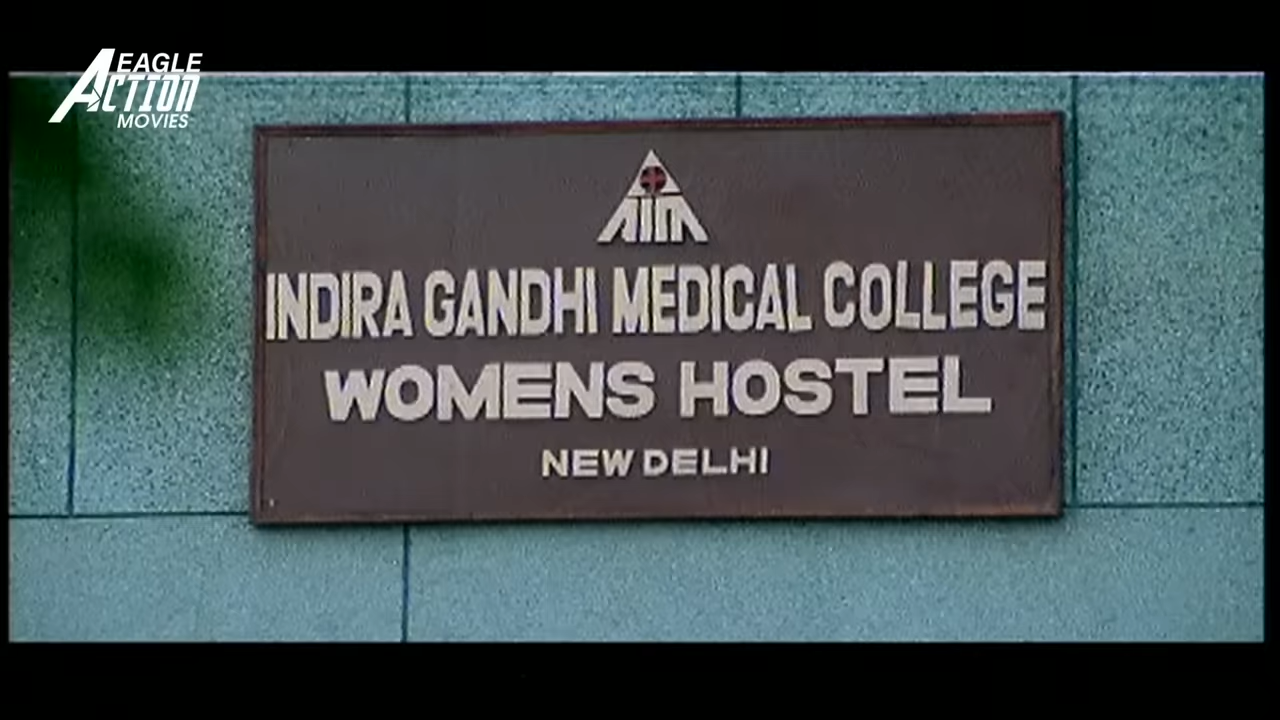 EAGLE
ACTION
MOVIES
AIM
INDIRA GANDHI MEDICAL COLLEGE
WOMENS HOSTEL
NEW DELHI